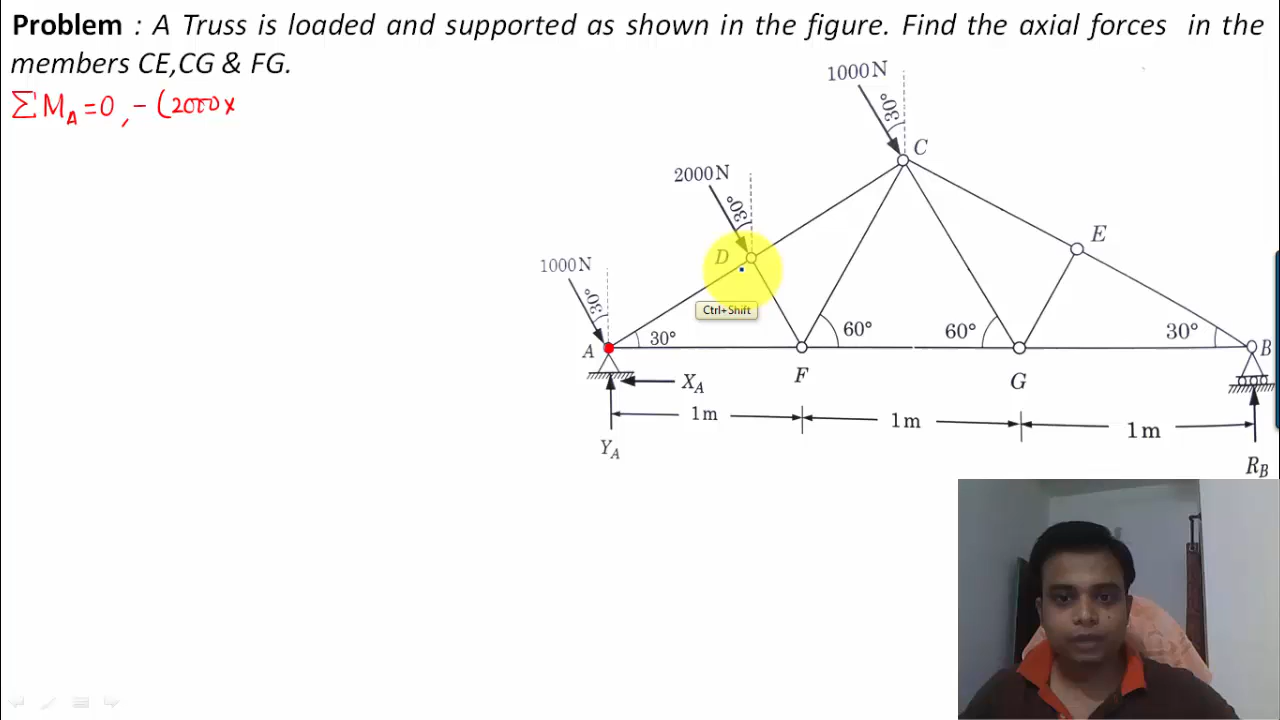 Problem : A Truss is loaded and supported as shown in the figure. Find the axial forces in the
members CE,CG & FG.
ΣM_A=0, -(2000×
1000N
30°
C
2000N
30°
D
E
1000N
30°
Ctrl+Shift
A
30°
60°
60°
30°
B
F
G
X_A
1m
1m
1m
Y_A
R_B